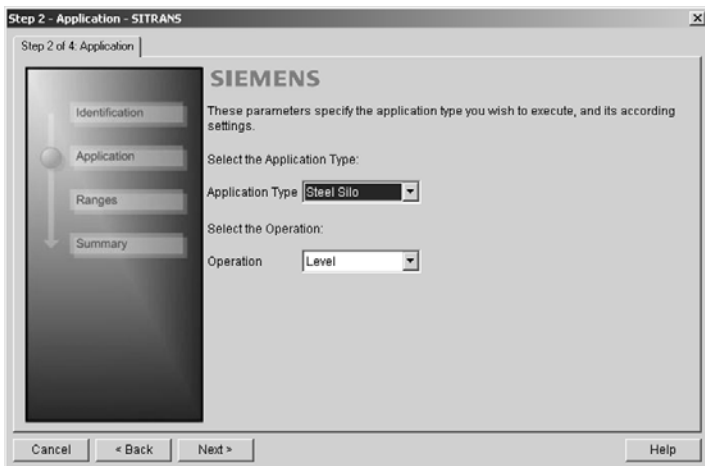 Step 2 - Application - SITRANS
Step 2 of 4: Application
SIEMENS
Identification
Application
Ranges
Summary
These parameters specify the application type you wish to execute, and its according
settings.
Select the Application Type:
Application Type Steel Silo
Select the Operation:
Operation Level
Cancel < Back Next > Help